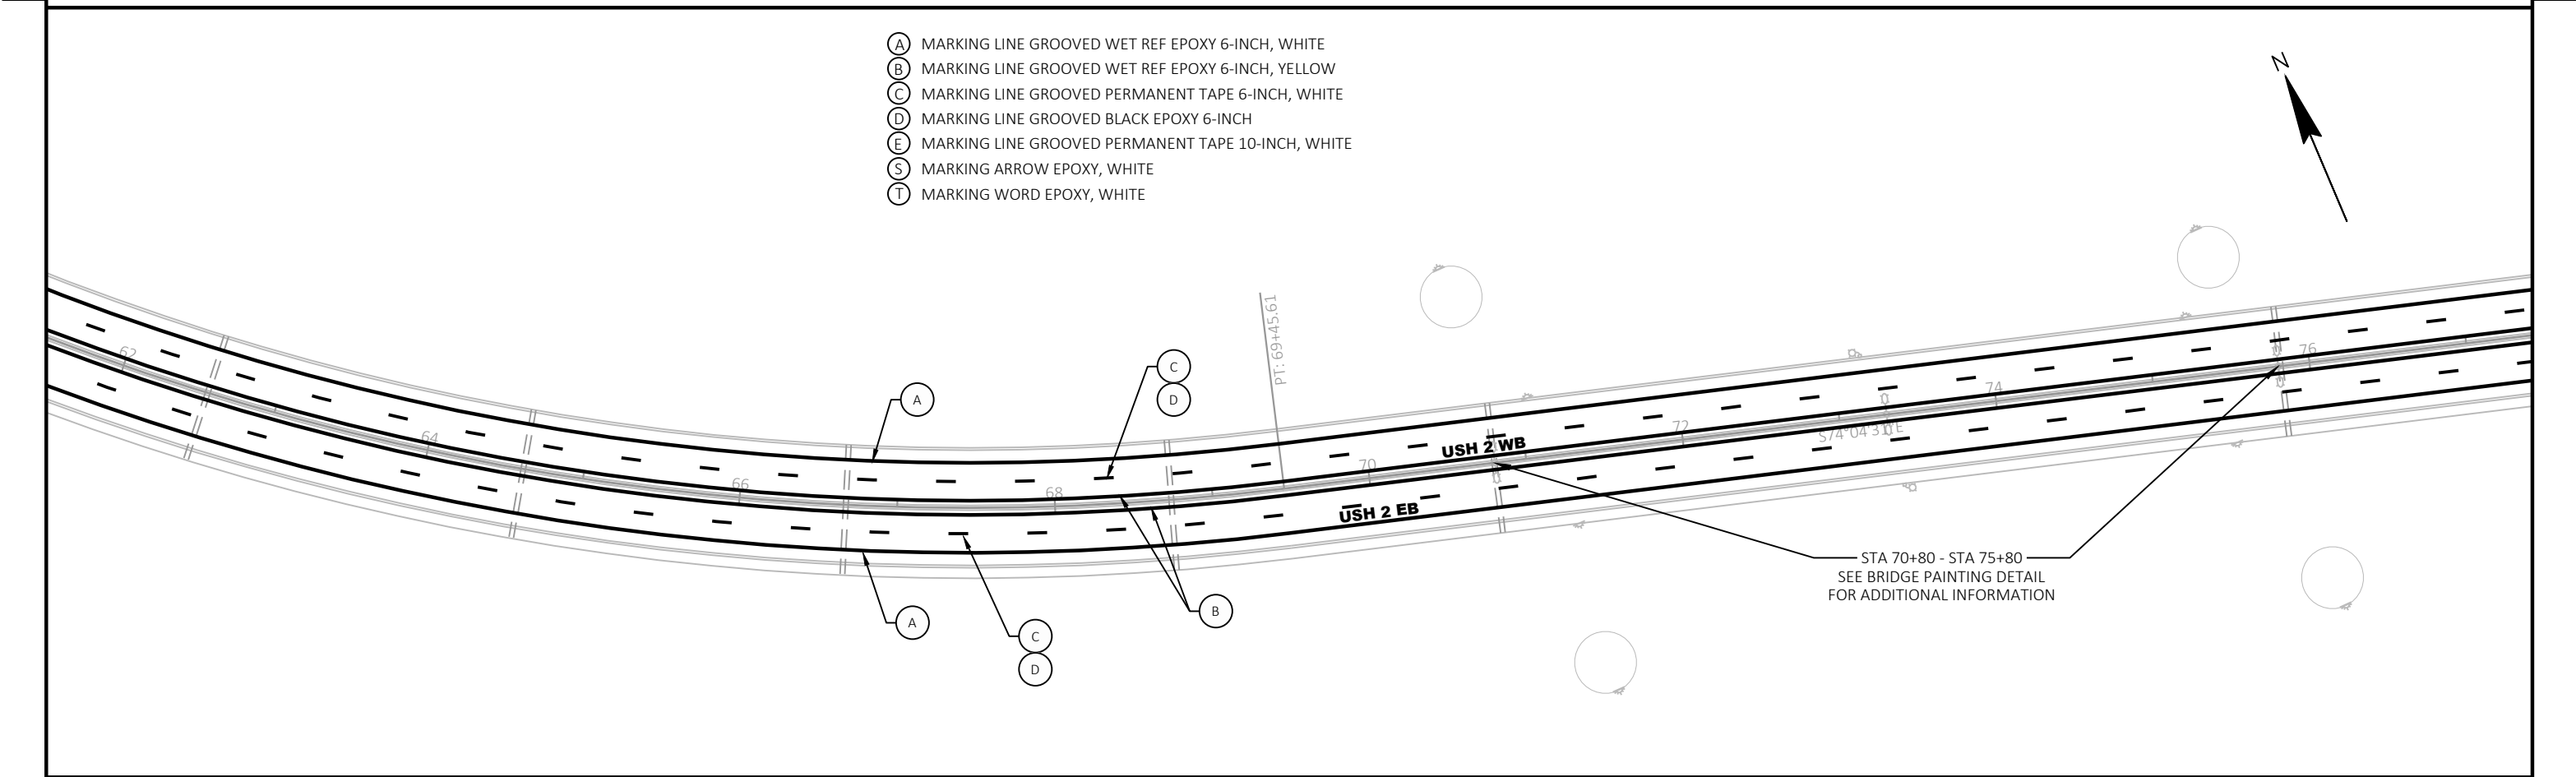 A MARKING LINE GROOVED WET REF EPOXY 6-INCH, WHITE
B MARKING LINE GROOVED WET REF EPOXY 6-INCH, YELLOW
C MARKING LINE GROOVED PERMANENT TAPE 6-INCH, WHITE
D MARKING LINE GROOVED BLACK EPOXY 6-INCH
E MARKING LINE GROOVED PERMANENT TAPE 10-INCH, WHITE
S MARKING ARROW EPOXY, WHITE
T MARKING WORD EPOXY, WHITE
N
PT: 69+45.61
62
64
66
68
70
72
74
76
A
C
D
USH 2 WB
USH 2 EB
A
C
D
B
STA 70+80 - STA 75+80
SEE BRIDGE PAINTING DETAIL
FOR ADDITIONAL INFORMATION